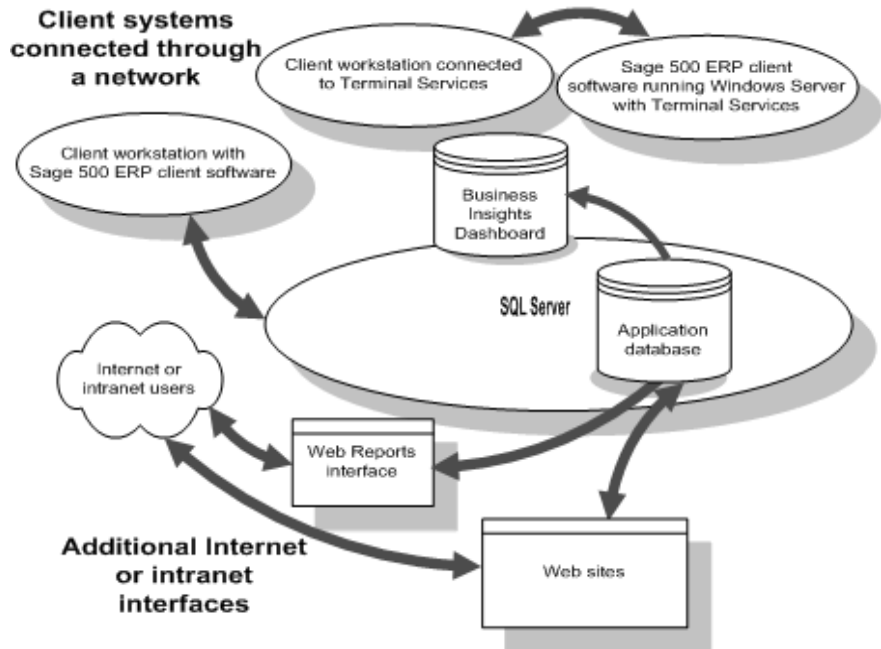 Client systems
connected through
a network
Client workstation connected
to Terminal Services
Sage 500 ERP client
software running Windows Server
with Terminal Services
Client workstation with
Sage 500 ERP client software
Business
Insights
Dashboard
SQL Server
Application
database
Internet or
intranet users
Web Reports
interface
Additional Internet
or intranet
interfaces
Web sites